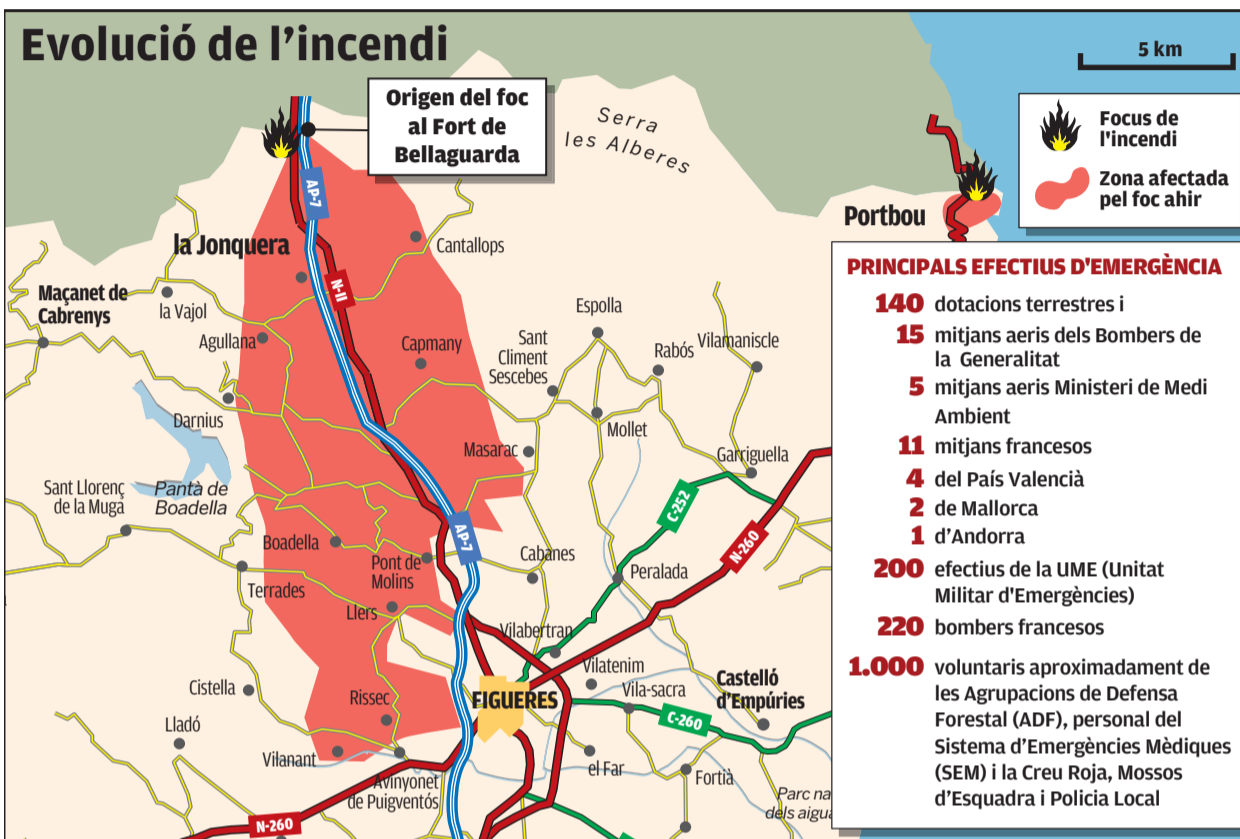 Evolució de l'incendi
5 km
Origen del foc
al Fort de
Bellaguarda
Serra
les Alberes
Focus de
l'incendi
Zona afectada
pel foc ahir
Portbou
AP-7
la Jonquera
Cantallops
N-II
Maçanet de
Cabrenys
la Vajol
Agullana
Capmany
Espolla
Sant
Climent
Sescebes
Rabós
Vilamaniscle
Darnius
Mollet
Masarac
Garriguella
Sant Llorenç
de la Muga
Pantà de
Boadella
C-252
AP-7
N-260
Boadella
Pont de
Molins
Cabanes
Peralada
Terrades
Llers
Vilabertran
Vilatenim
Cistella
Rissec
FIGUERES
Vila-sacra
Castelló
d'Empúries
C-260
Lladó
Vilanant
Avinyonet
de Puigventós
el Far
Fortià
Parc na
dels aigua
N-260
PRINCIPALS EFECTIUS D'EMERGÈNCIA
140 dotacions terrestres i
15 mitjans aeris dels Bombers de
la Generalitat
5 mitjans aeris Ministeri de Medi
Ambient
11 mitjans francesos
4 del País Valencià
2 de Mallorca
1 d'Andorra
200 efectius de la UME (Unitat
Militar d'Emergències)
220 bombers francesos
1.000 voluntaris aproximadament de
les Agrupacions de Defensa
Forestal (ADF), personal del
Sistema d'Emergències Mèdiques
(SEM) i la Creu Roja, Mossos
d'Esquadra i Policia Local